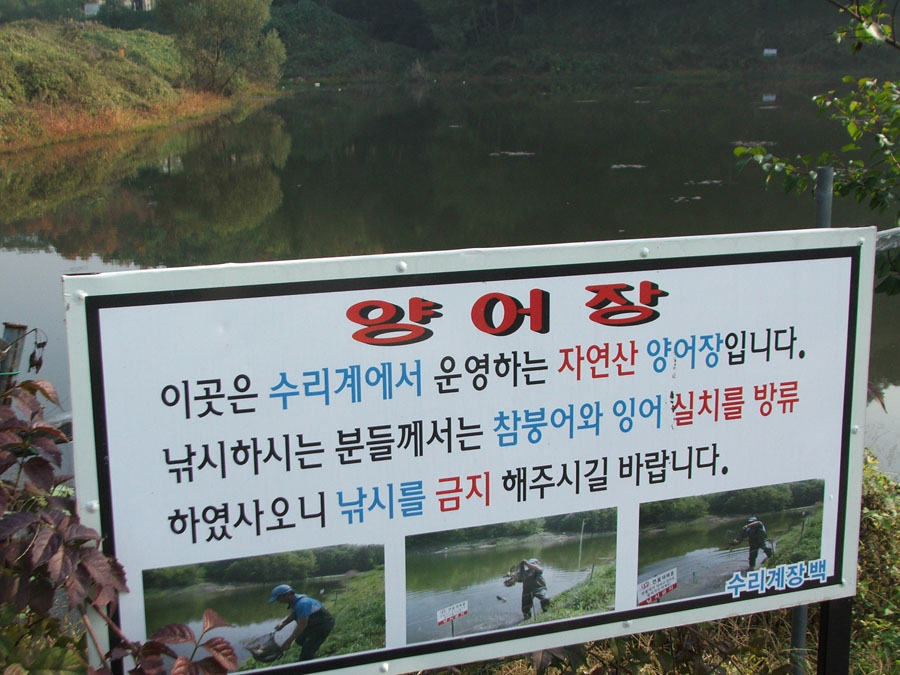 양어장
이곳은 수리계에서 운영하는 자연산 양어장입니다.
낚시하시는 분들께서는 참붕어와 잉어 실치를 방류
하였사오니 낚시를 금지 해주시길 바랍니다.
수리계장백